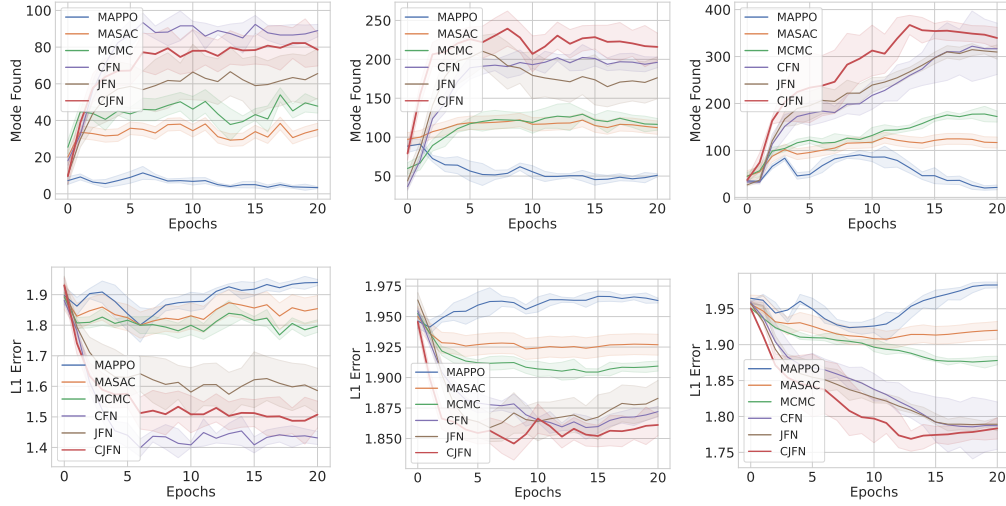 Mode Found
100
80
60
40
20
0
MAPPO
MASAC
MCMC
CFN
JFN
CJFN
0 5 10 15 20
Epochs
Mode Found
250
200
150
100
50
MAPPO
MASAC
MCMC
CFN
JFN
CJFN
0 5 10 15 20
Epochs
Mode Found
400
300
200
100
0
MAPPO
MASAC
MCMC
CFN
JFN
CJFN
0 5 10 15 20
Epochs
L1 Error
1.9
1.8
1.7
1.6
1.5
1.4
MAPPO
MASAC
MCMC
CFN
JFN
CJFN
0 5 10 15 20
Epochs
L1 Error
1.975
1.950
1.925
1.900
1.875
1.850
MAPPO
MASAC
MCMC
CFN
JFN
CJFN
0 5 10 15 20
Epochs
L1 Error
1.95
1.90
1.85
1.80
1.75
MAPPO
MASAC
MCMC
CFN
JFN
CJFN
0 5 10 15 20
Epochs